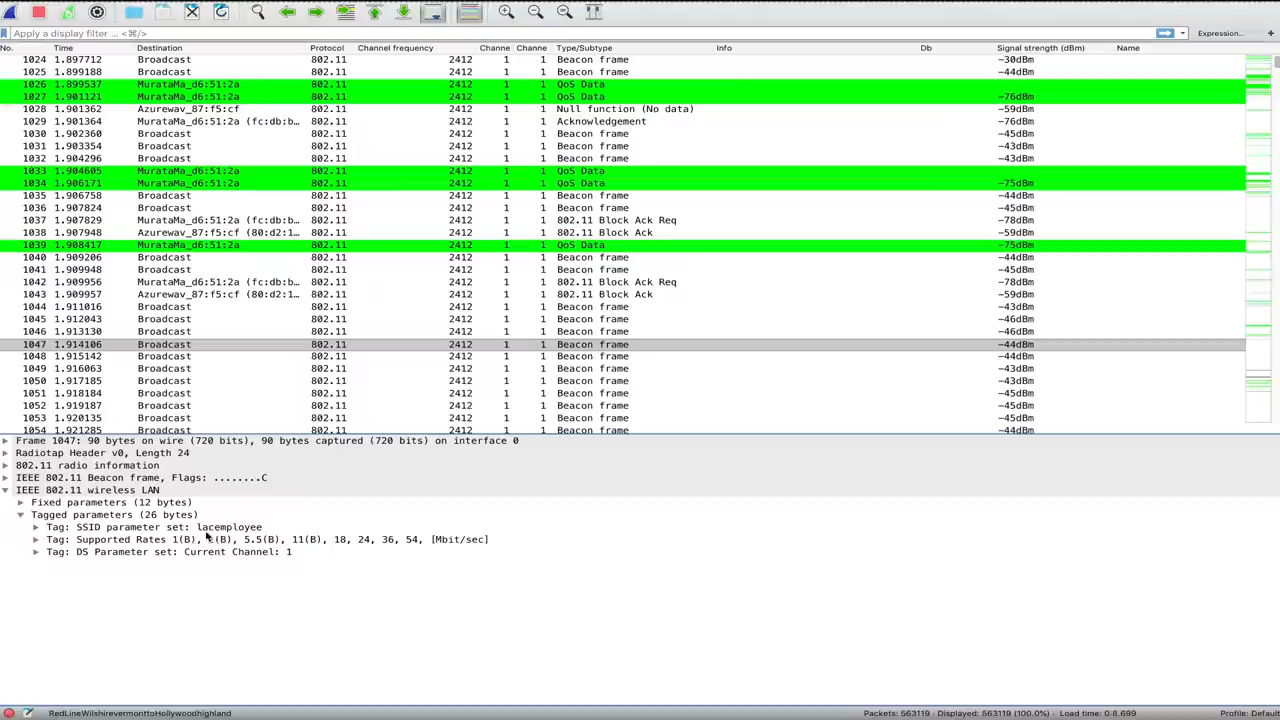 Apply a display filter … <⌘/>
Expression… +
No. Time Destination Protocol Channel frequency Channe Channe Type/Subtype Info Db Signal strength (dBm) Name
1024 1.897712 Broadcast 802.11 2412 1 1 Beacon frame −30dBm
1025 1.899188 Broadcast 802.11 2412 1 1 Beacon frame −44dBm
1026 1.899537 MurataMa_d6:51:2a 802.11 2412 1 1 QoS Data
1027 1.901121 MurataMa_d6:51:2a 802.11 2412 1 1 QoS Data −76dBm
1028 1.901362 Azurewav_87:f5:cf 802.11 2412 1 1 Null function (No data) −59dBm
1029 1.901364 MurataMa_d6:51:2a (fc:db:b… 802.11 2412 1 1 Acknowledgement −76dBm
1030 1.902360 Broadcast 802.11 2412 1 1 Beacon frame −45dBm
1031 1.903354 Broadcast 802.11 2412 1 1 Beacon frame −43dBm
1032 1.904296 Broadcast 802.11 2412 1 1 Beacon frame −43dBm
1033 1.904605 MurataMa_d6:51:2a 802.11 2412 1 1 QoS Data
1034 1.906171 MurataMa_d6:51:2a 802.11 2412 1 1 QoS Data −75dBm
1035 1.906758 Broadcast 802.11 2412 1 1 Beacon frame −44dBm
1036 1.907824 Broadcast 802.11 2412 1 1 Beacon frame −45dBm
1037 1.907829 MurataMa_d6:51:2a (fc:db:b… 802.11 2412 1 1 802.11 Block Ack Req −78dBm
1038 1.907948 Azurewav_87:f5:cf (80:d2:1… 802.11 2412 1 1 802.11 Block Ack −59dBm
1039 1.908417 MurataMa_d6:51:2a 802.11 2412 1 1 QoS Data −75dBm
1040 1.909206 Broadcast 802.11 2412 1 1 Beacon frame −44dBm
1041 1.909948 Broadcast 802.11 2412 1 1 Beacon frame −45dBm
1042 1.909956 MurataMa_d6:51:2a (fc:db:b… 802.11 2412 1 1 802.11 Block Ack Req −78dBm
1043 1.909957 Azurewav_87:f5:cf (80:d2:1… 802.11 2412 1 1 802.11 Block Ack −59dBm
1044 1.911016 Broadcast 802.11 2412 1 1 Beacon frame −43dBm
1045 1.912043 Broadcast 802.11 2412 1 1 Beacon frame −46dBm
1046 1.913130 Broadcast 802.11 2412 1 1 Beacon frame −46dBm
1047 1.914106 Broadcast 802.11 2412 1 1 Beacon frame −44dBm
1048 1.915142 Broadcast 802.11 2412 1 1 Beacon frame −44dBm
1049 1.916063 Broadcast 802.11 2412 1 1 Beacon frame −43dBm
1050 1.917185 Broadcast 802.11 2412 1 1 Beacon frame −43dBm
1051 1.918184 Broadcast 802.11 2412 1 1 Beacon frame −45dBm
1052 1.919187 Broadcast 802.11 2412 1 1 Beacon frame −45dBm
1053 1.920135 Broadcast 802.11 2412 1 1 Beacon frame −45dBm
1054 1.921285 Broadcast 802.11 2412 1 1 Beacon frame −44dBm
Frame 1047: 90 bytes on wire (720 bits), 90 bytes captured (720 bits) on interface 0
Radiotap Header v0, Length 24
802.11 radio information
IEEE 802.11 Beacon frame, Flags: ........C
IEEE 802.11 wireless LAN
Fixed parameters (12 bytes)
Tagged parameters (26 bytes)
Tag: SSID parameter set: lacemployee
Tag: Supported Rates 1(B), (B), 5.5(B), 11(B), 18, 24, 36, 54, [Mbit/sec]
Tag: DS Parameter set: Current Channel: 1
RedLineWilshirevermonttoHollywoodhighland
Packets: 563119 · Displayed: 563119 (100.0%) · Load time: 0:8.699
Profile: Default